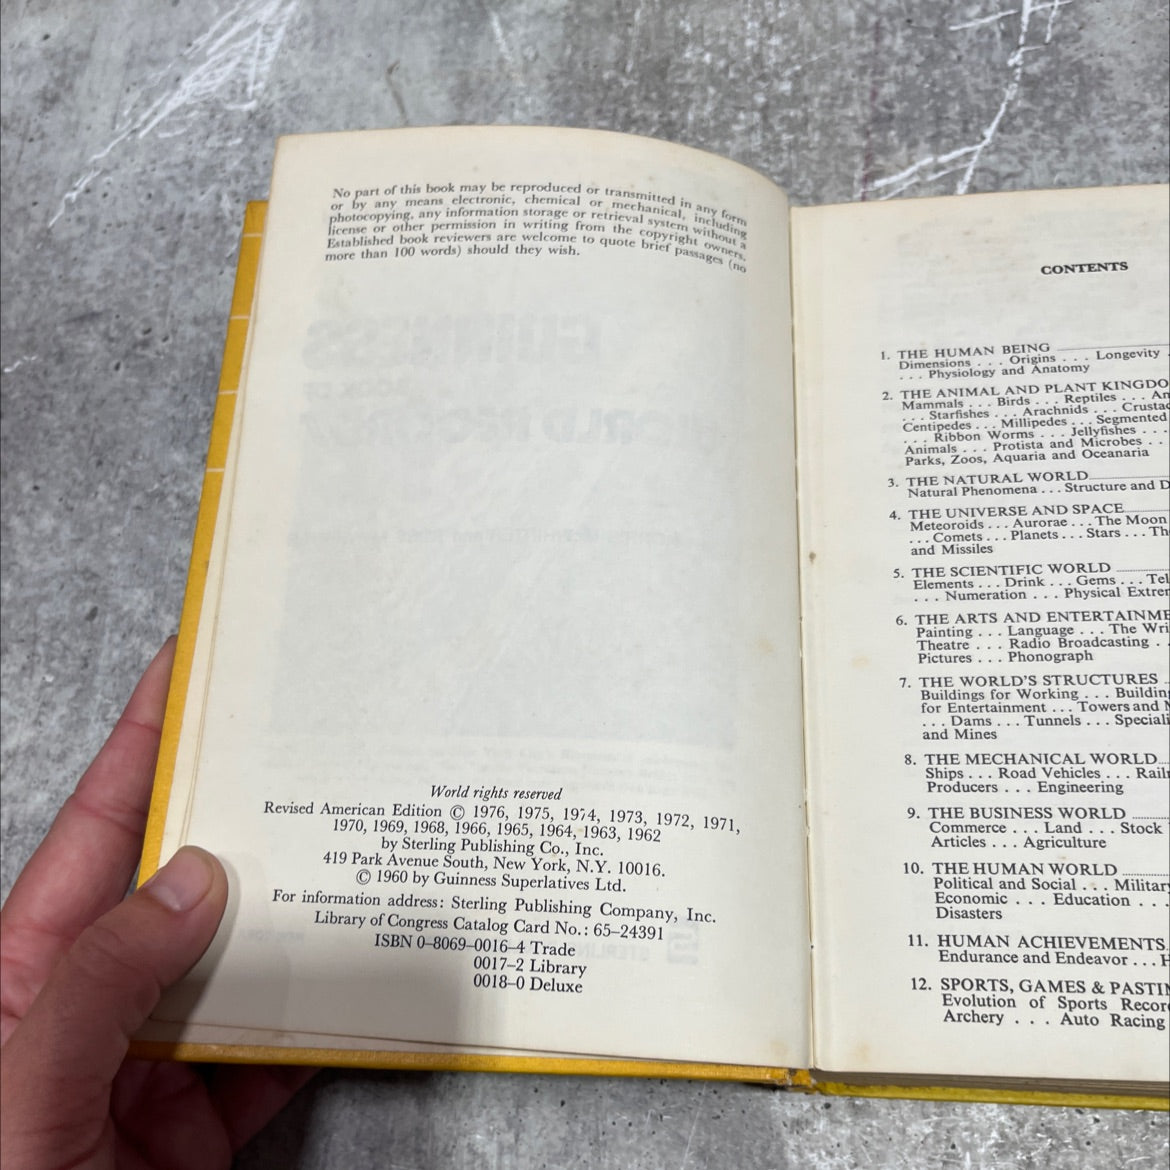 No part of this book may be reproduced or transmitted in any form
or by any means electronic, chemical or mechanical, including
photocopying, any information storage or retrieval system without a
license or other permission in writing from the copyright owners.
Established book reviewers are welcome to quote brief passages (no
more than 100 words) should they wish.
World rights reserved
Revised American Edition © 1976, 1975, 1974, 1973, 1972, 1971,
1970, 1969, 1968, 1966, 1965, 1964, 1963, 1962
by Sterling Publishing Co., Inc.
419 Park Avenue South, New York, N.Y. 10016.
© 1960 by Guinness Superlatives Ltd.
For information address: Sterling Publishing Company, Inc.
Library of Congress Catalog Card No.: 65-24391
ISBN 0-8069-0016-4 Trade
0017-2 Library
0018-0 Deluxe
CONTENTS
1. THE HUMAN BEING
Dimensions . . . Origins . . . Longevity
. . . Physiology and Anatomy
2. THE ANIMAL AND PLANT KINGDO
Mammals . . . Birds . . . Reptiles . . . Am
. . . Starfishes . . . Arachnids . . . Crustac
Centipedes . . . Millipedes . . . Segmented
. . . Ribbon Worms . . . Jellyfishes . . .
Animals . . . Protista and Microbes . . .
Parks, Zoos, Aquaria and Oceanaria
3. THE NATURAL WORLD
Natural Phenomena . . . Structure and D
4. THE UNIVERSE AND SPACE
Meteoroids . . . Aurorae . . . The Moon
. . . Comets . . . Planets . . . Stars . . . Th
and Missiles
5. THE SCIENTIFIC WORLD
Elements . . . Drink . . . Gems . . . Tel
. . . Numeration . . . Physical Extrem
6. THE ARTS AND ENTERTAINME
Painting . . . Language . . . The Wri
Theatre . . . Radio Broadcasting . .
Pictures . . . Phonograph
7. THE WORLD'S STRUCTURES
Buildings for Working . . . Building
for Entertainment . . . Towers and M
. . . Dams . . . Tunnels . . . Speciali
and Mines
8. THE MECHANICAL WORLD
Ships . . . Road Vehicles . . . Railr
Producers . . . Engineering
9. THE BUSINESS WORLD
Commerce . . . Land . . . Stock
Articles . . . Agriculture
10. THE HUMAN WORLD
Political and Social . . . Military
Economic . . . Education . . .
Disasters
11. HUMAN ACHIEVEMENTS
Endurance and Endeavor . . . H
12. SPORTS, GAMES & PASTIM
Evolution of Sports Recor
Archery . . . Auto Racing